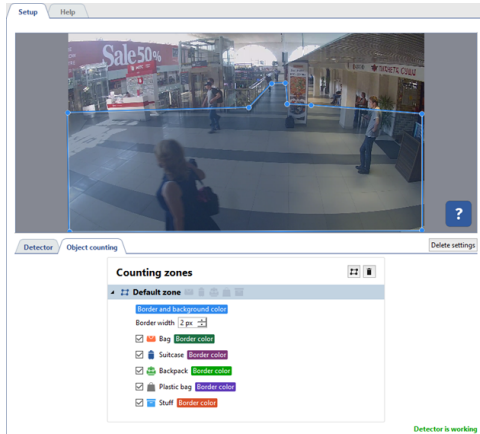 Setup
Help
Sale 50%
?
Detector
Object counting
Delete settings
Counting zones
Default zone
Border and background color
Border width 2 px
Bag Border color
Suitcase Border color
Backpack Border color
Plastic bag Border color
Stuff Border color
Detector is working